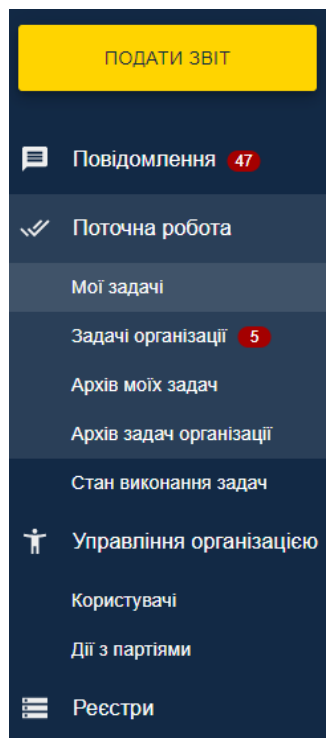 ПОДАТИ ЗВІТ
Повідомлення 47
Поточна робота
Мої задачі
Задачі організації 5
Архів моїх задач
Архів задач організації
Стан виконання задач
Управління організацією
Користувачі
Дії з партіями
Реєстри